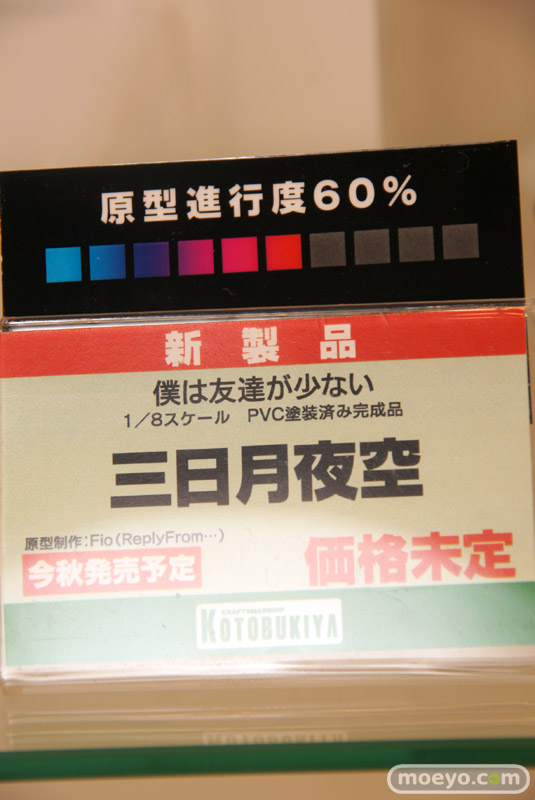 原型進行度60%
新製品
僕は友達が少ない
1/8スケール PVC塗装済み完成品
三日月夜空
原型制作:Fio(ReplyFrom…)
今秋発売予定
価格未定
CRAFTSMANSHIP
KOTOBUKIYA
moeyo.com